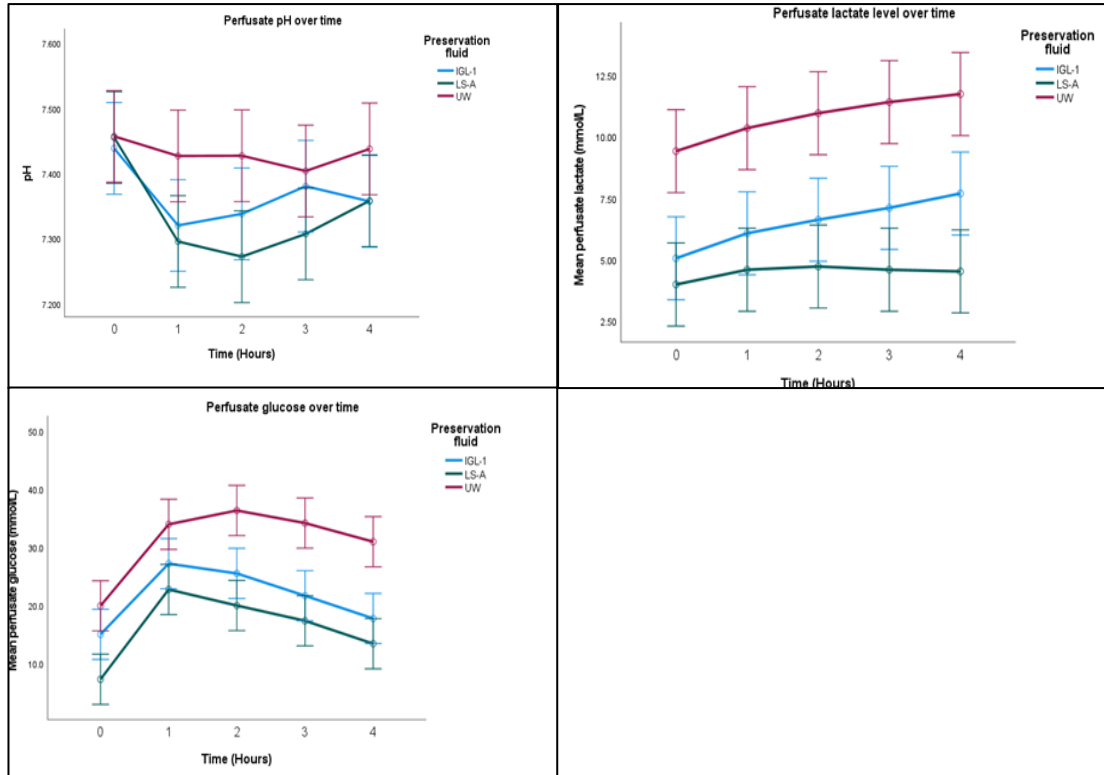 Perfusate pH over time
7.600
7.500
7.400
7.300
7.200
pH
0 1 2 3 4
Time (Hours)
Preservation
fluid
IGL-1
LS-A
UW
Perfusate lactate level over time
12.50
10.00
7.50
5.00
2.50
Mean perfusate lactate (mmol/L)
0 1 2 3 4
Time (Hours)
Preservation
fluid
IGL-1
LS-A
UW
Perfusate glucose over time
50.0
40.0
30.0
20.0
10.0
Mean perfusate glucose (mmol/L)
0 1 2 3 4
Time (Hours)
Preservation
fluid
IGL-1
LS-A
UW